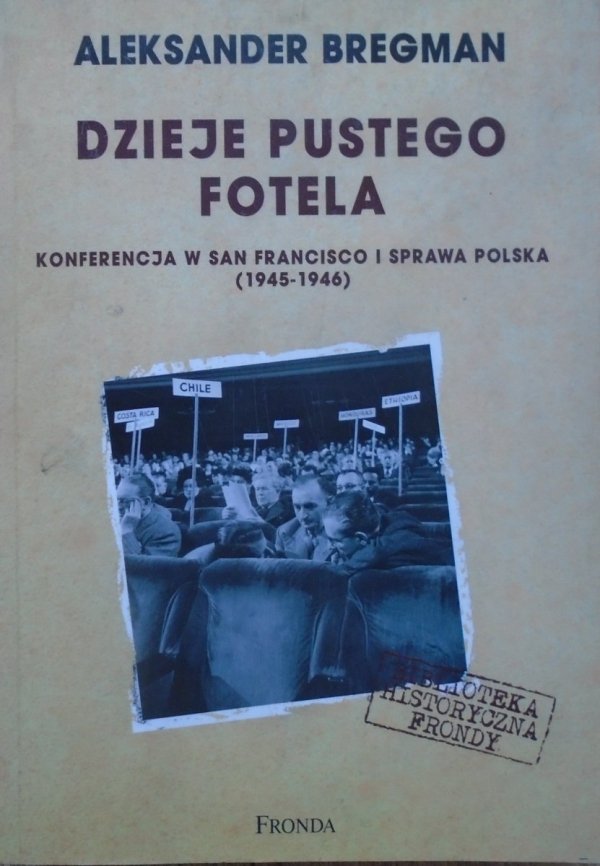 ALEKSANDER BREGMAN
DZIEJE PUSTEGO
FOTELA
KONFERENCJA W SAN FRANCISCO I SPRAWA POLSKA
(1945-1946)
CHILE
COSTA RICA
HONDURAS
ETHIOPIA
BIBLIOTEKA
HISTORYCZNA
FRONDY
FRONDA